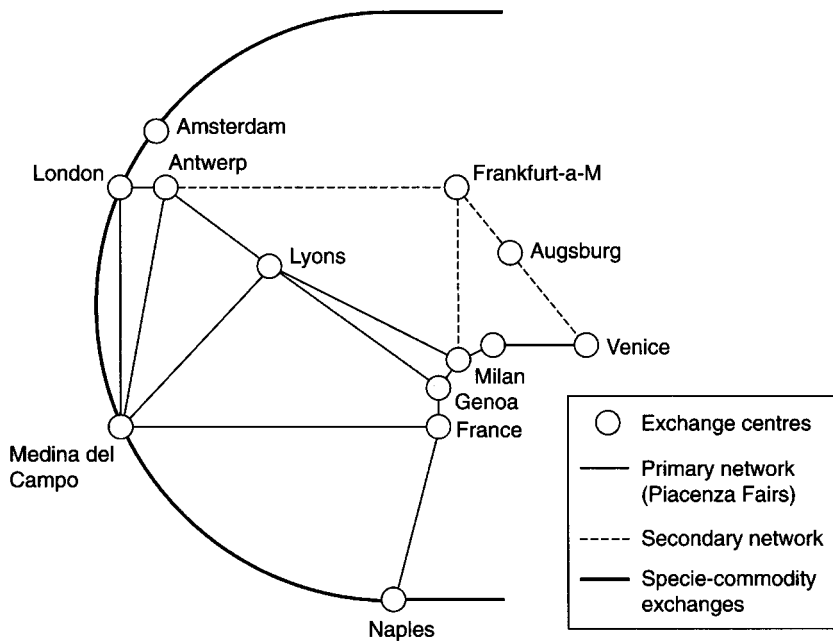 Amsterdam
London
Antwerp
Frankfurt-a-M
Lyons
Augsburg
Venice
Milan
Genoa
France
Medina del
Campo
Naples
Exchange centres
Primary network
(Piacenza Fairs)
Secondary network
Specie-commodity
exchanges